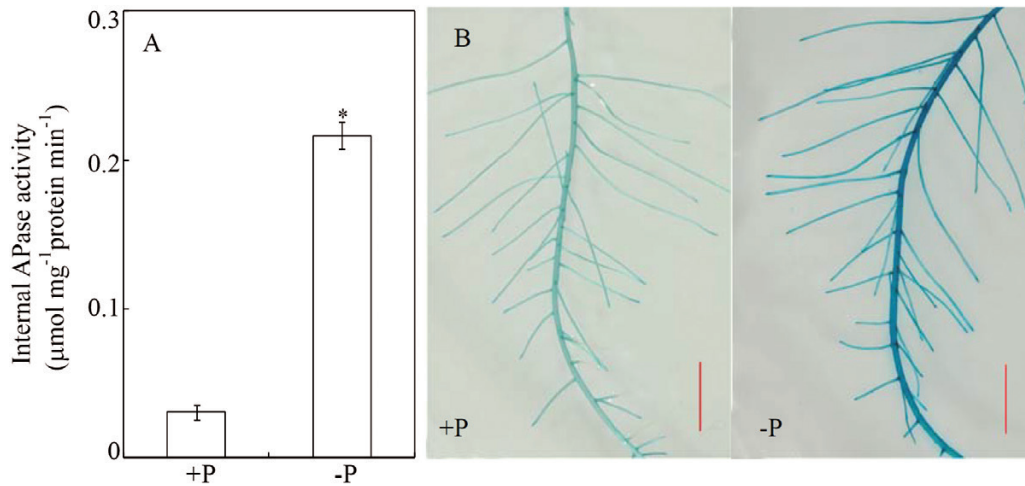 A
Internal APase activity
(μmol mg⁻¹protein min⁻¹)
0.3
0.2
0.1
0
*
+P
-P
B
+P
-P